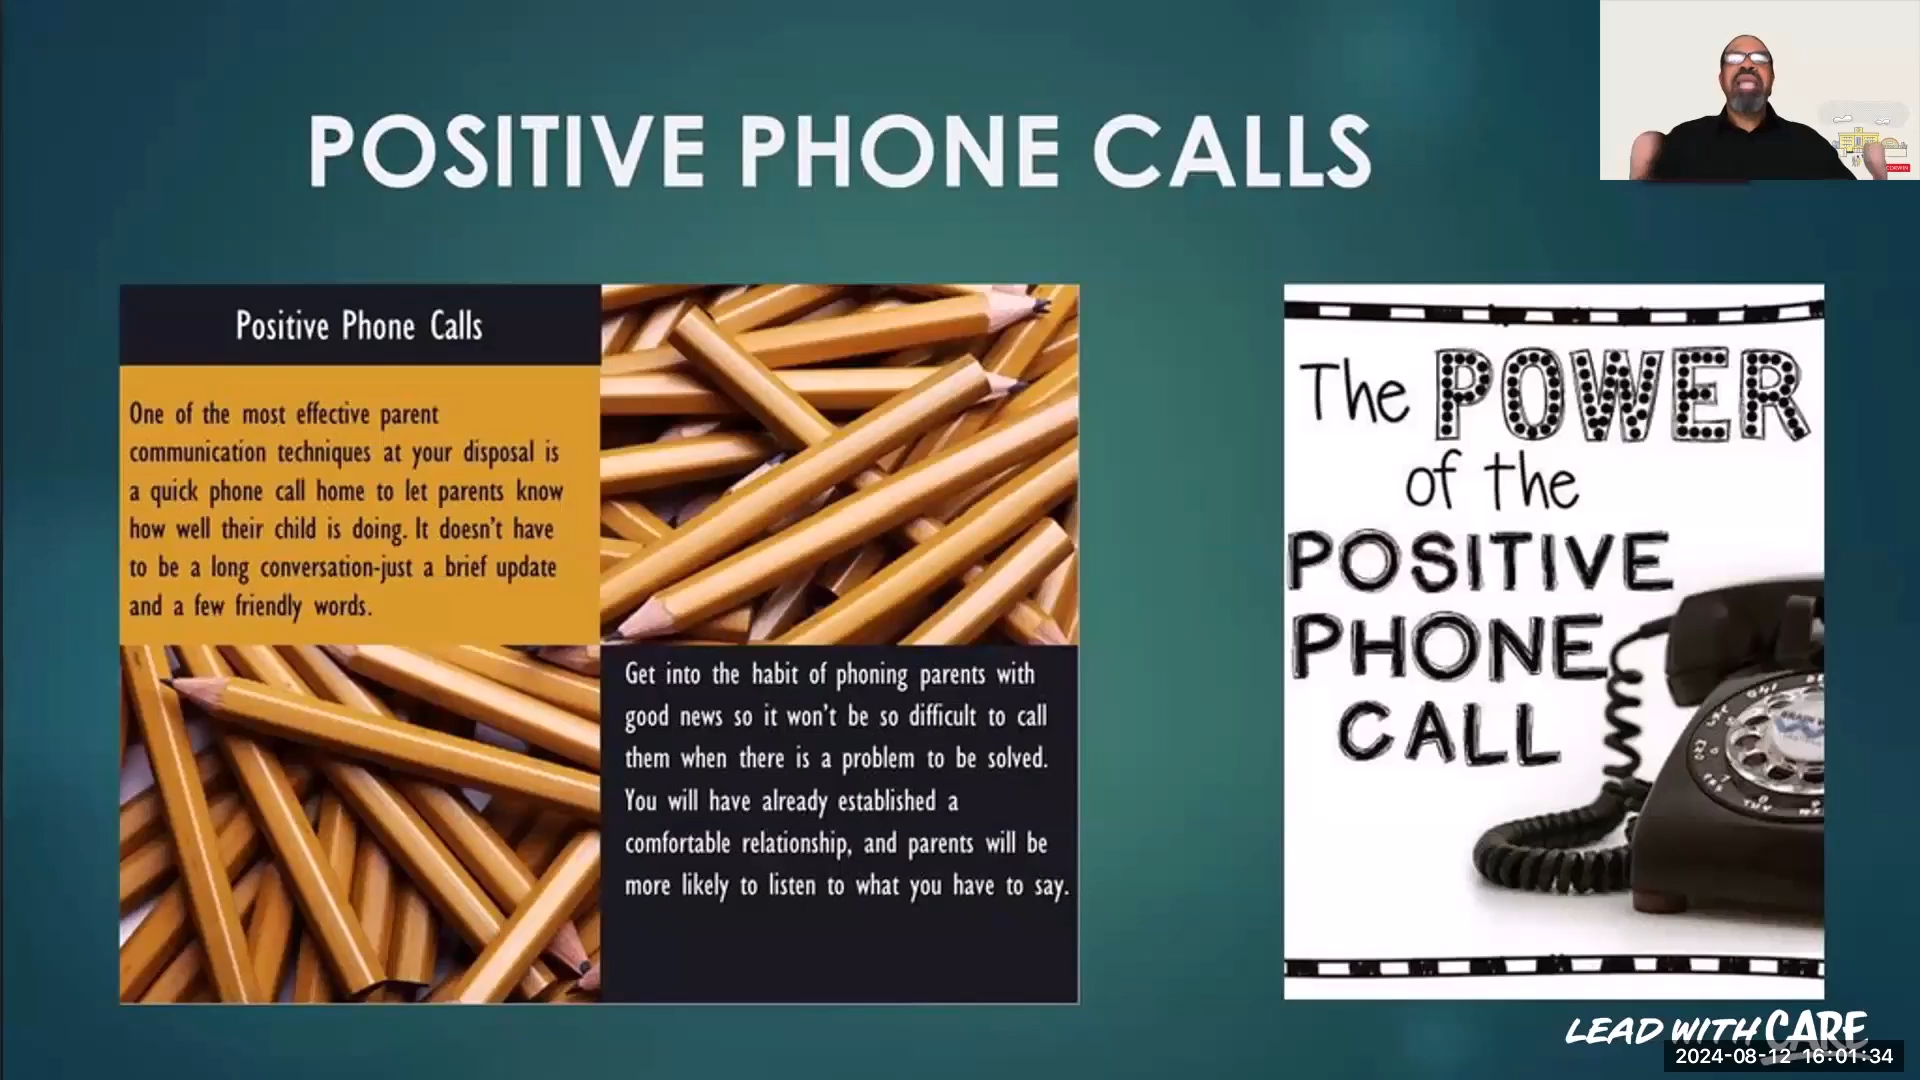 POSITIVE PHONE CALLS
CORWIN
Positive Phone Calls
One of the most effective parent
communication techniques at your disposal is
a quick phone call home to let parents know
how well their child is doing. It doesn't have
to be a long conversation-just a brief update
and a few friendly words.
Get into the habit of phoning parents with
good news so it won't be so difficult to call
them when there is a problem to be solved.
You will have already established a
comfortable relationship, and parents will be
more likely to listen to what you have to say.
The POWER
of the
POSITIVE
PHONE
CALL
LEAD WITH CARE
2024-08-12 16:01:34